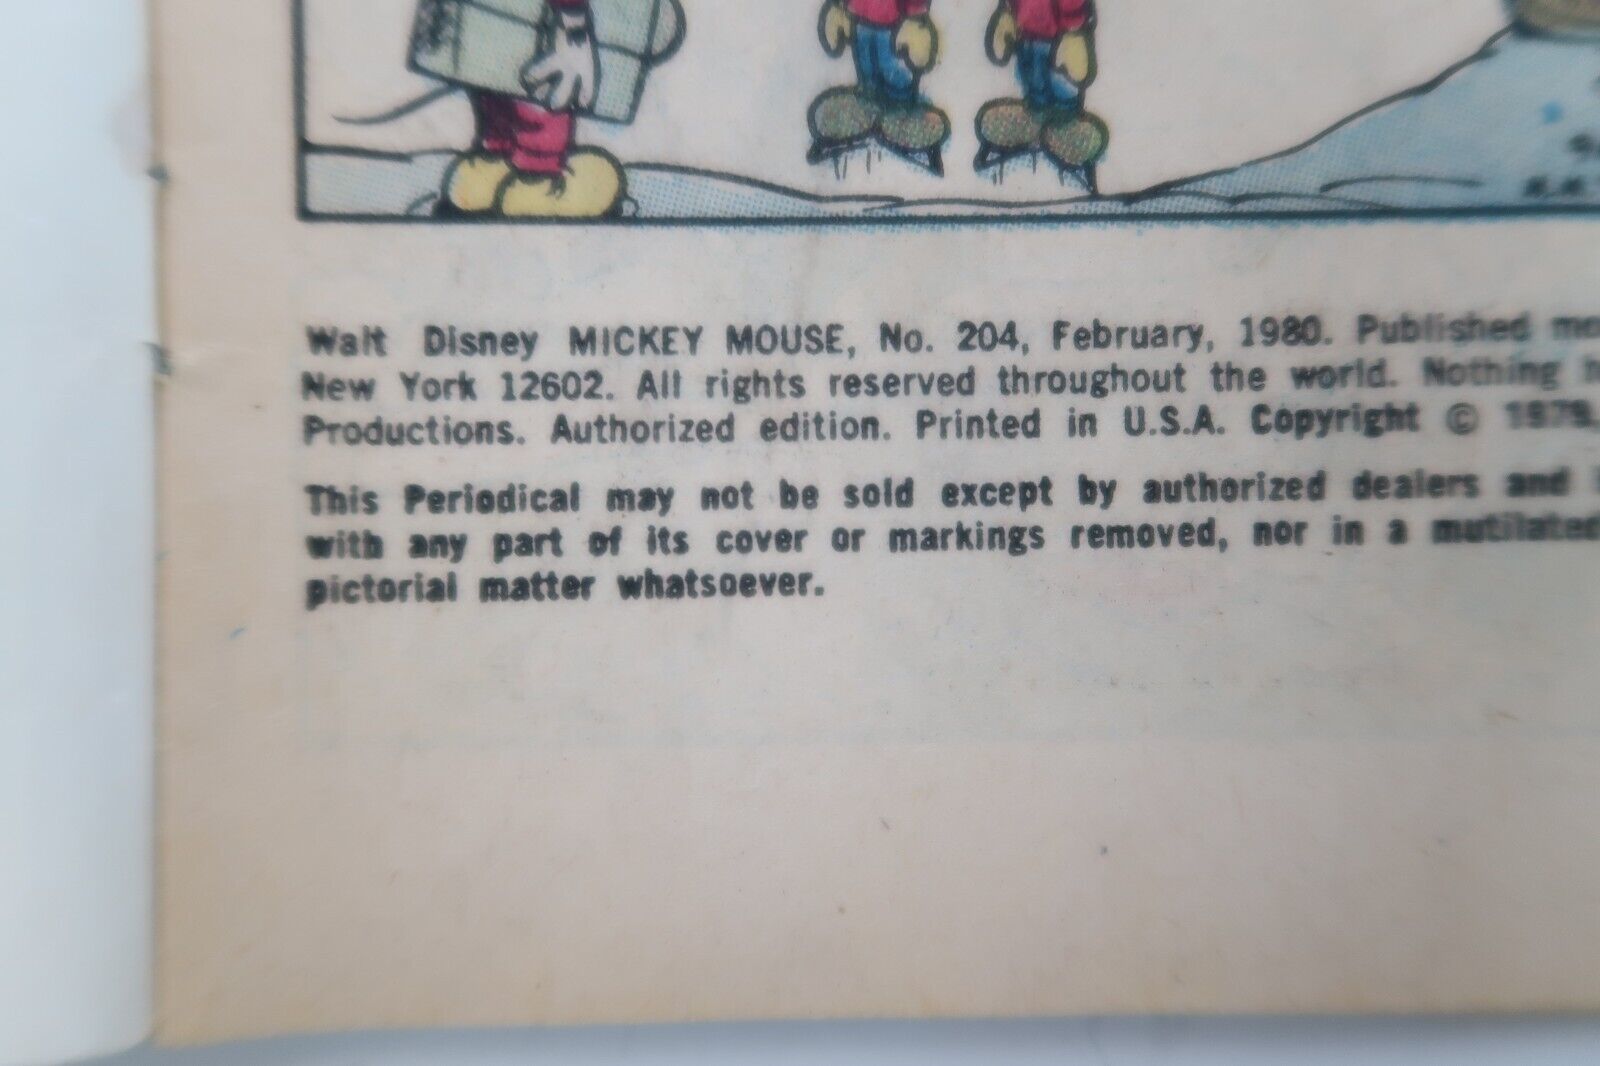 Walt Disney MICKEY MOUSE, No. 204, February, 1980. Published
New York 12602. All rights reserved throughout the world. Nothing
Productions. Authorized edition. Printed in U.S.A. Copyright © 1979.
This Periodical may not be sold except by authorized dealers and
with any part of its cover or markings removed, nor in a mutilated
pictorial matter whatsoever.